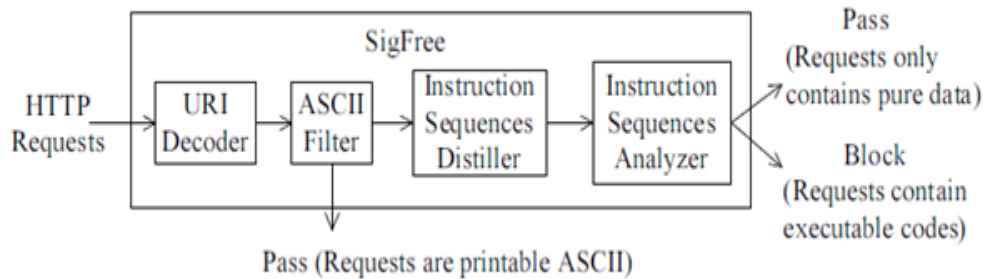 SigFree
HTTP
Requests
URI
Decoder
ASCII
Filter
Instruction
Sequences
Distiller
Instruction
Sequences
Analyzer
Pass
(Requests only
contains pure data)
Block
(Requests contain
executable codes)
Pass (Requests are printable ASCII)